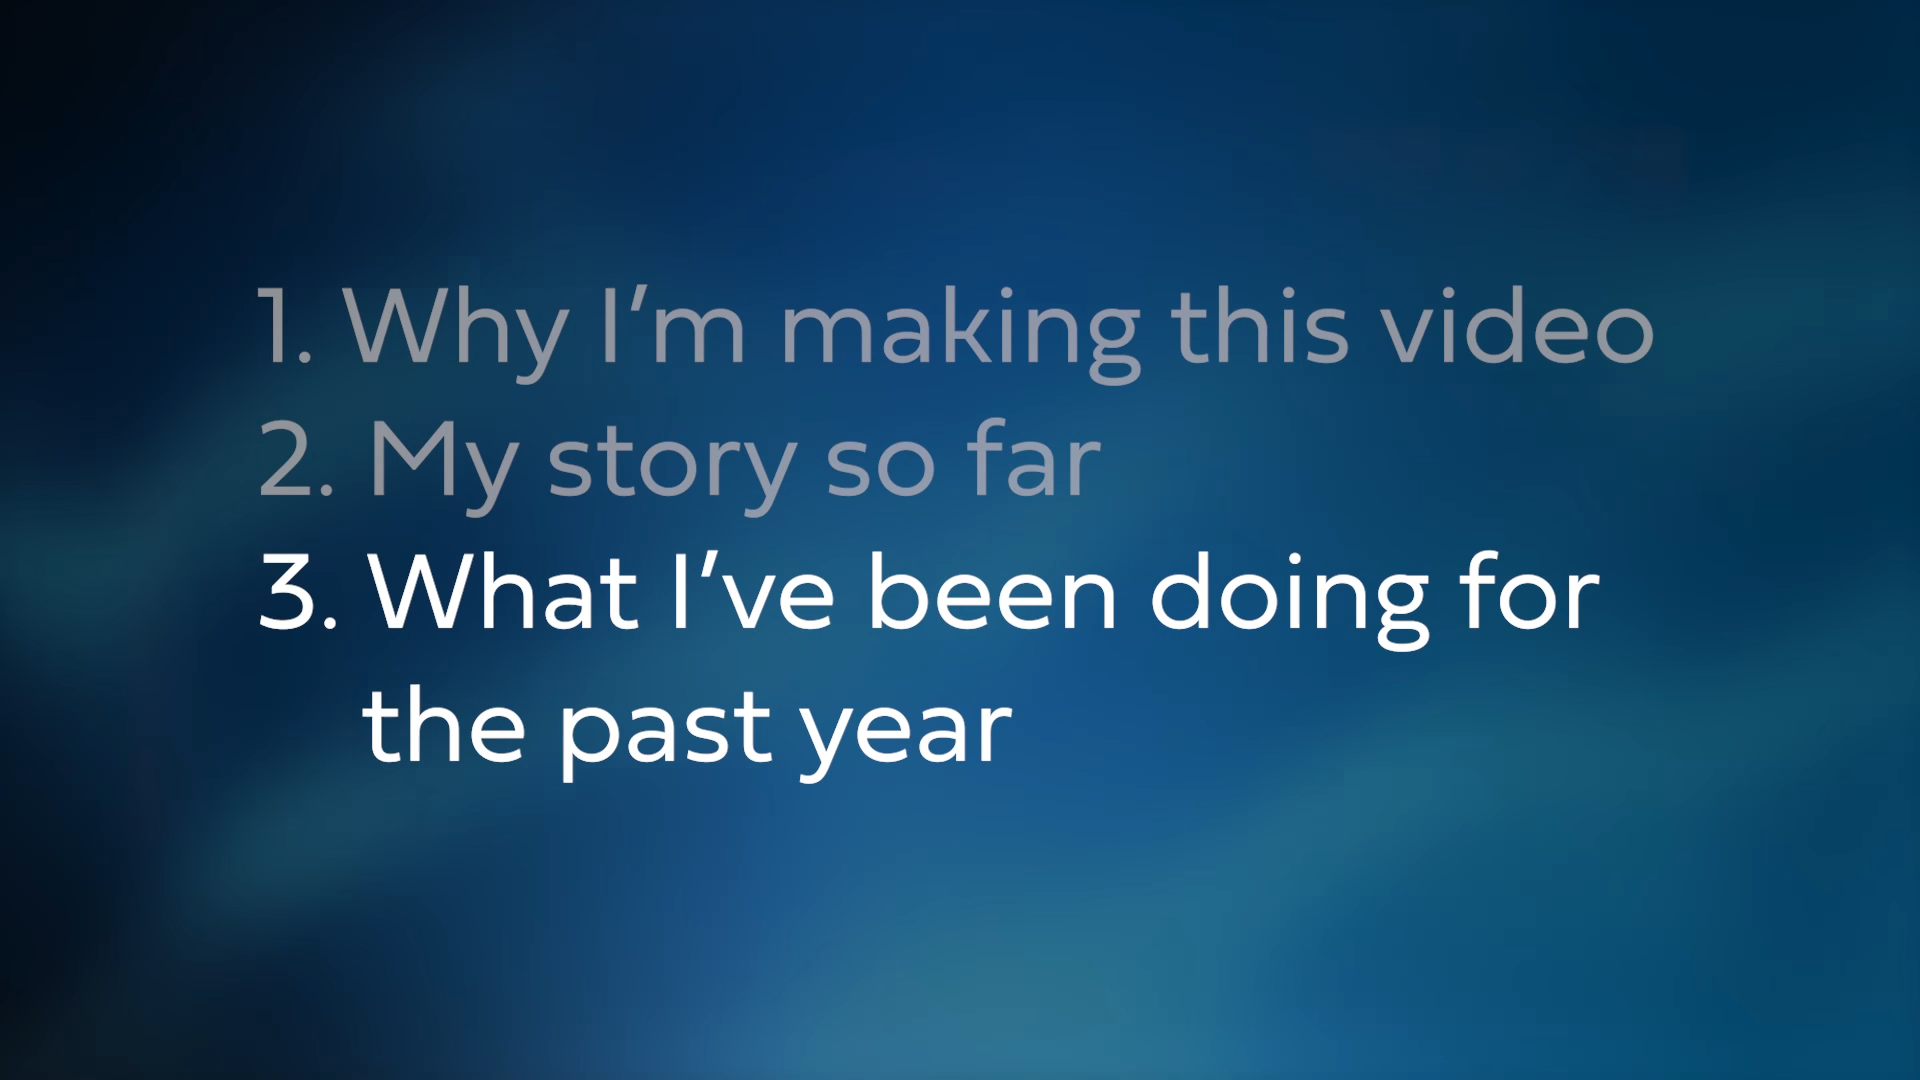 1. Why I’m making this video
2. My story so far
3. What I’ve been doing for
the past year